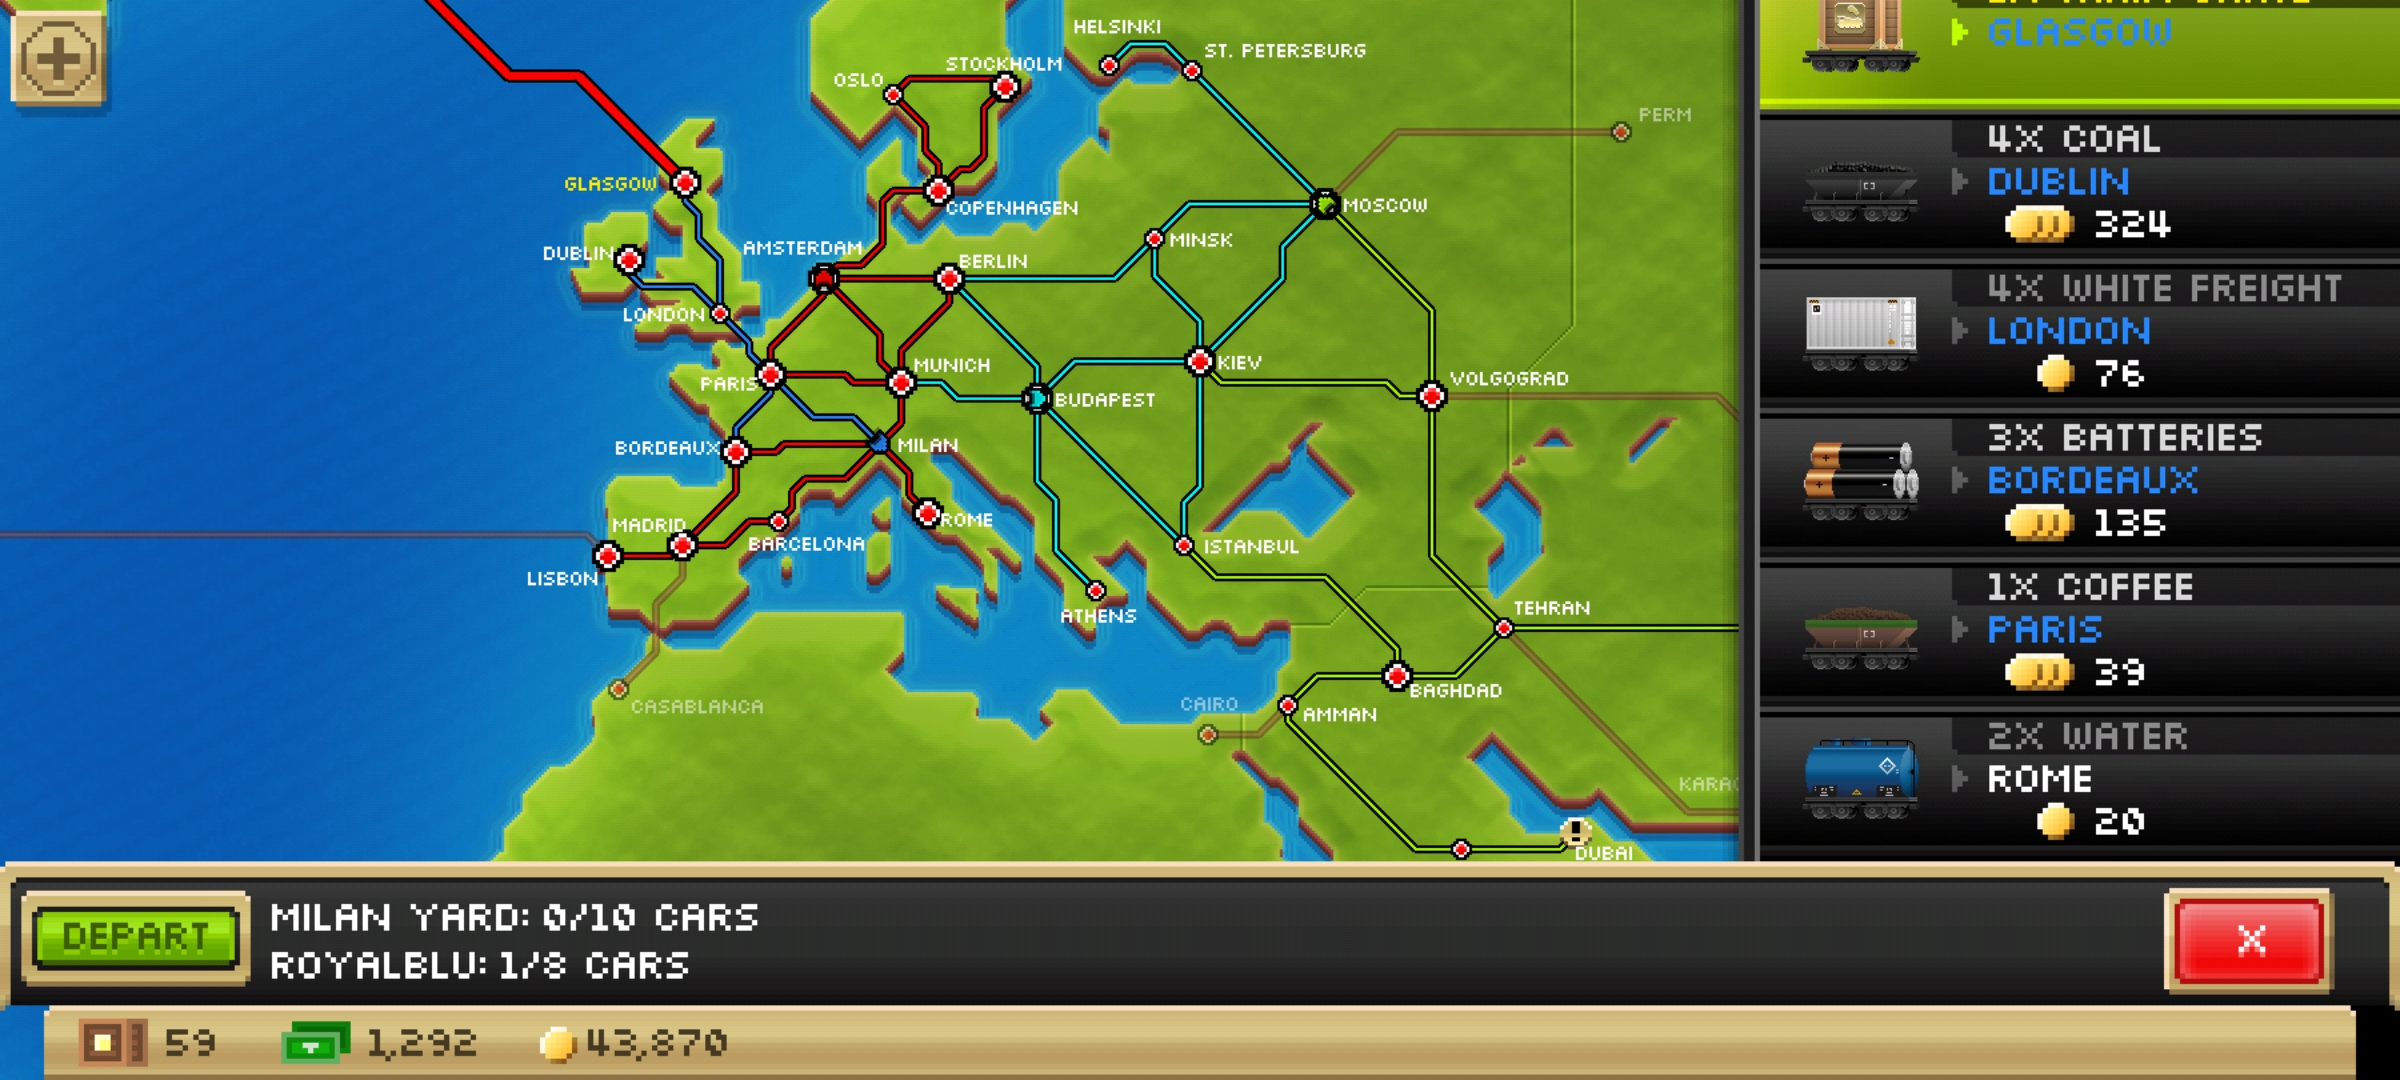 HELSINKI
ST. PETERSBURG
STOCKHOLM
OSLO
PERM
GLASGOW
COPENHAGEN
MOSCOW
MINSK
DUBLIN
AMSTERDAM
BERLIN
LONDON
MUNICH
KIEV
PARIS
BUDAPEST
VOLGOGRAD
BORDEAUX
MILAN
MADRID
ROME
BARCELONA
ISTANBUL
LISBON
ATHENS
TEHRAN
CASABLANCA
CAIRO
BAGHDAD
AMMAN
DUBAI
GLASGOW
4X COAL
DUBLIN
324
4X WHITE FREIGHT
LONDON
76
3X BATTERIES
BORDEAUX
135
1X COFFEE
PARIS
39
2X WATER
ROME
20
DEPART
MILAN YARD: 0/10 CARS
ROYALBLU: 1/8 CARS
X
59
1,292
43,870